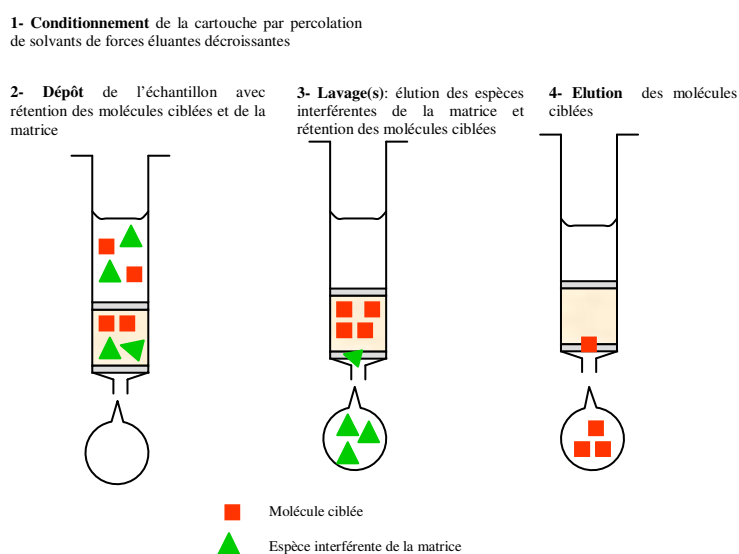 1- Conditionnement de la cartouche par percolation
de solvants de forces éluantes décroissantes
2- Dépôt de l'échantillon avec
rétention des molécules ciblées et de la
matrice
3- Lavage(s): élution des espèces
interférentes de la matrice et
rétention des molécules ciblées
4- Elution des molécules
ciblées
Molécule ciblée
Espèce interférente de la matrice